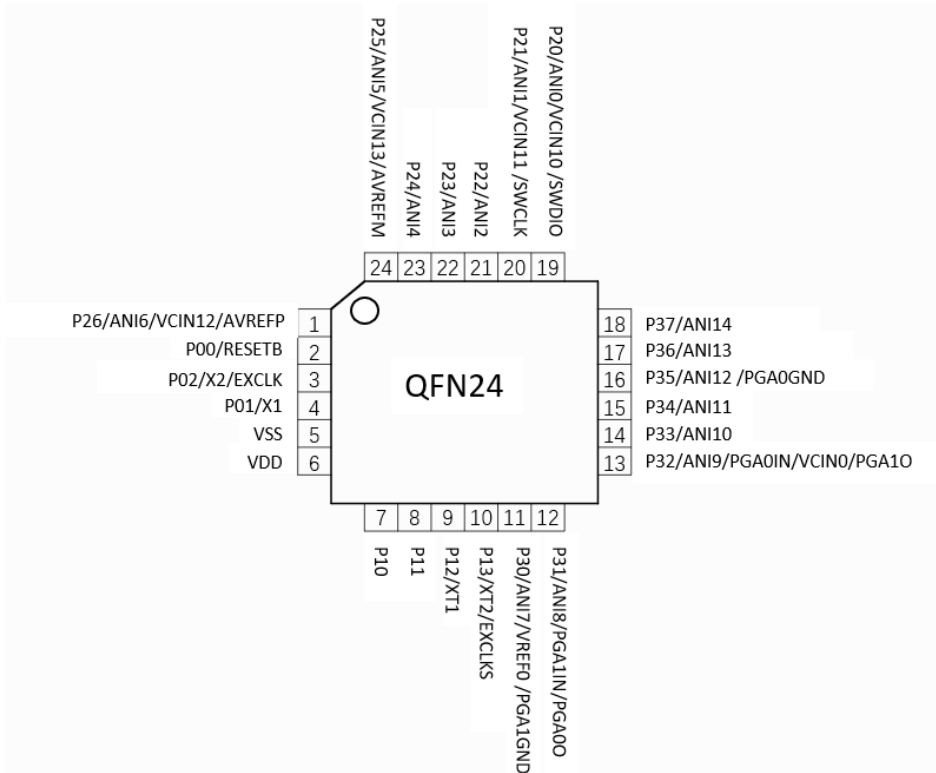 P25/ANI5/VCIN13/AVREFM
P24/ANI4
P23/ANI3
P22/ANI2
P21/ANI1/VCIN11 /SWCLK
P20/ANI0/VCIN10 /SWDIO
24 23 22 21 20 19
P26/ANI6/VCIN12/AVREFP 1
P00/RESETB 2
P02/X2/EXCLK 3
P01/X1 4
VSS 5
VDD 6
QFN24
18 P37/ANI14
17 P36/ANI13
16 P35/ANI12 /PGA0GND
15 P34/ANI11
14 P33/ANI10
13 P32/ANI9/PGA0IN/VCIN0/PGA1O
7 8 9 10 11 12
P10
P11
P12/XT1
P13/XT2/EXCLKS
P30/ANI7/VREF0 /PGA1GND
P31/ANI8/PGA1IN/PGA0O